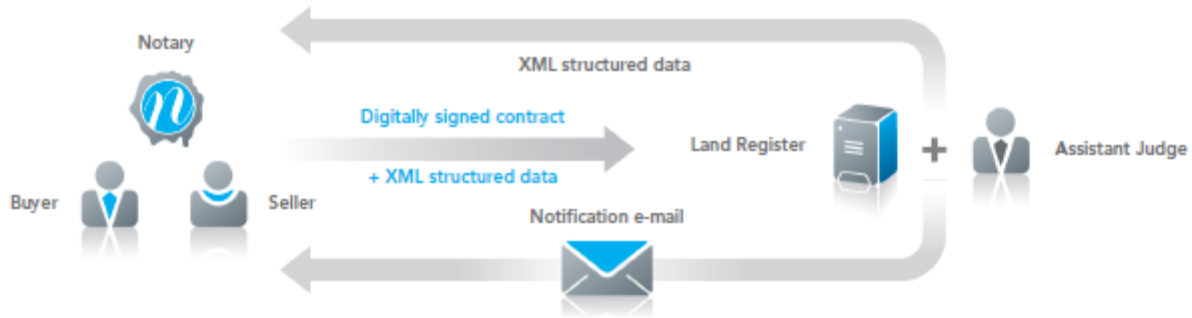 Notary
XML structured data
Digitally signed contract
Land Register
+
Assistant Judge
+ XML structured data
Buyer
Seller
Notification e-mail
n